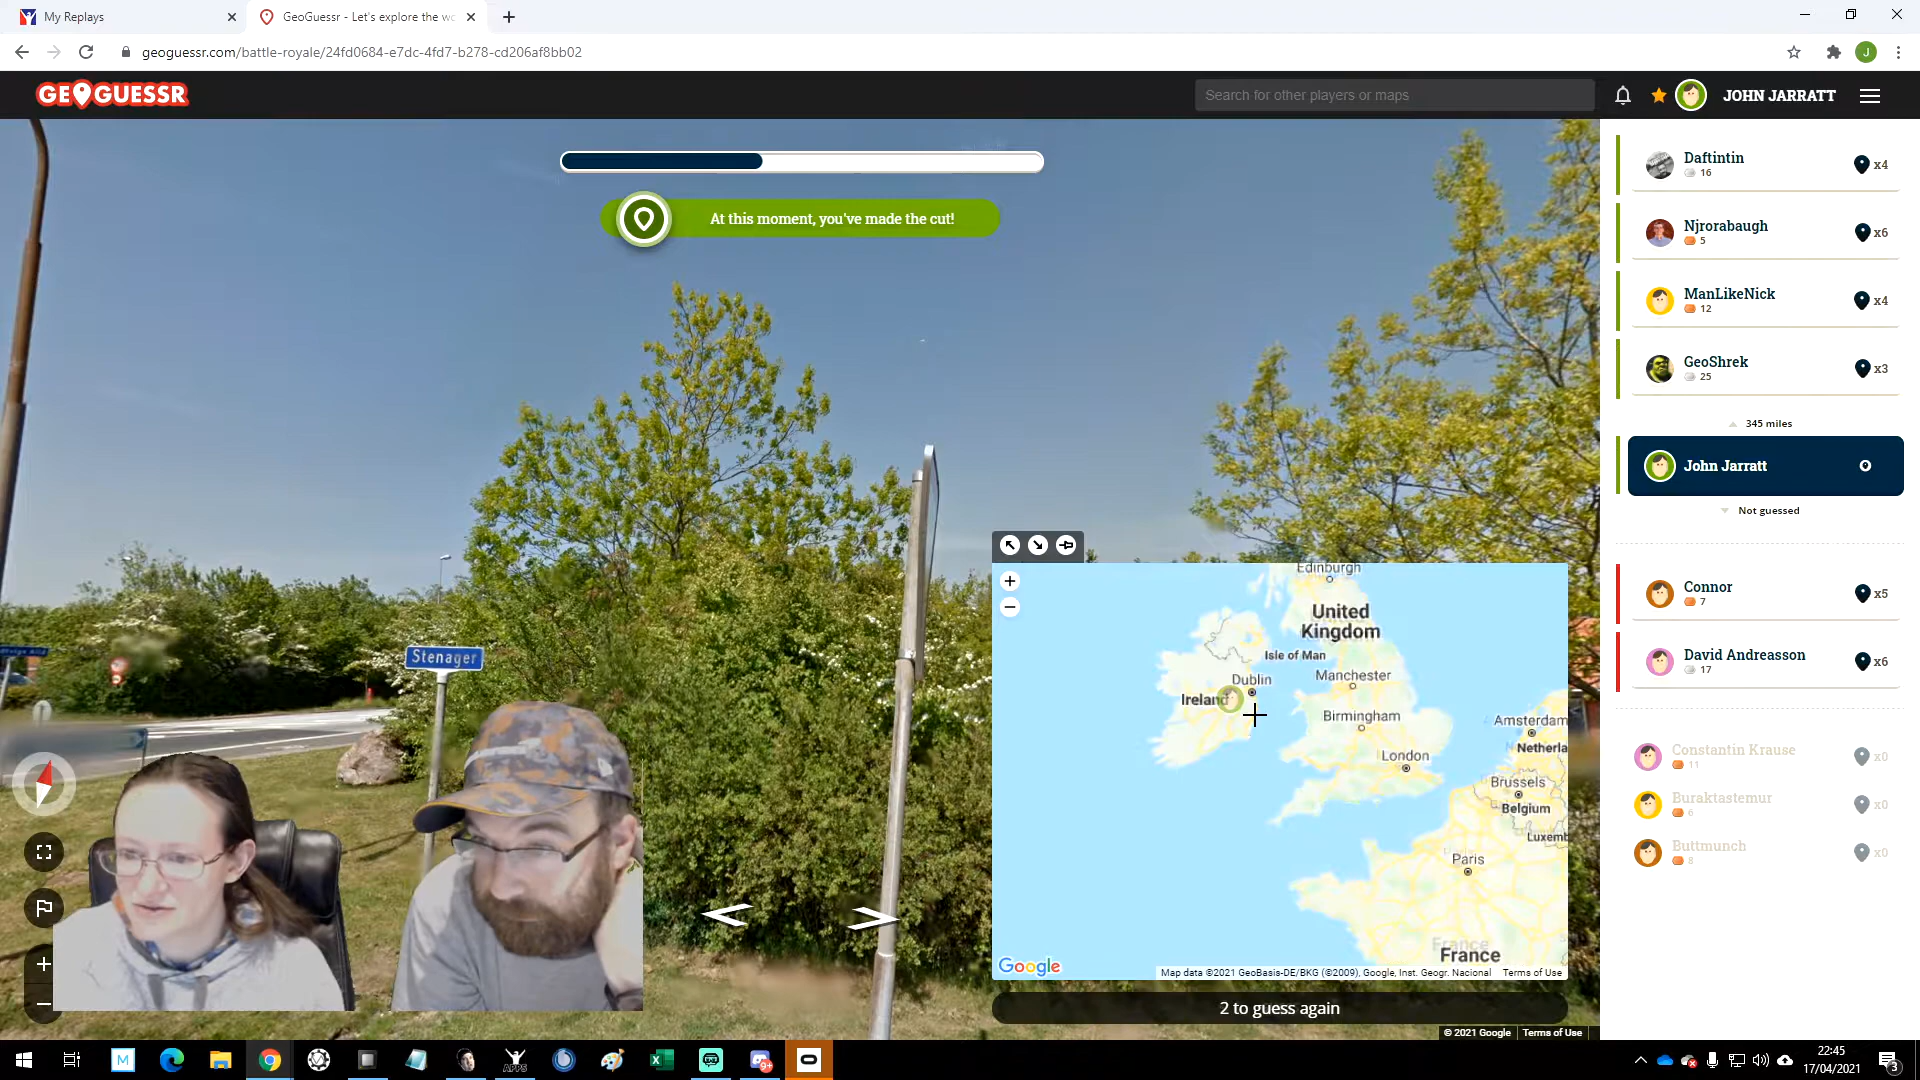 My Replays
GeoGuessr - Let's explore the wo
geoguessr.com/battle-royale/24fd0684-e7dc-4fd7-b278-cd206af8bb02
J
GEOGUESSR
Search for other players or maps
JOHN JARRATT
At this moment, you've made the cut!
Stenager
Daftintin
16
x4
Njrorabaugh
5
x6
ManLikeNick
12
x4
GeoShrek
25
x3
345 miles
John Jarratt
Not guessed
Connor
7
x5
David Andreasson
17
x6
Constantin Krause
11
x0
Buraktastemur
6
x0
Buttmunch
8
x0
Edinburgh
United
Kingdom
Isle of Man
Dublin
Manchester
Ireland
Birmingham
Amsterdam
Netherla
London
Brussels
Belgium
Luxemb
Paris
France
Google
Map data ©2021 GeoBasis-DE/BKG (©2009), Google, Inst. Geogr. Nacional
Terms of Use
2 to guess again
© 2021 Google
Terms of Use
M
APPS
9+
22:45
17/04/2021
3